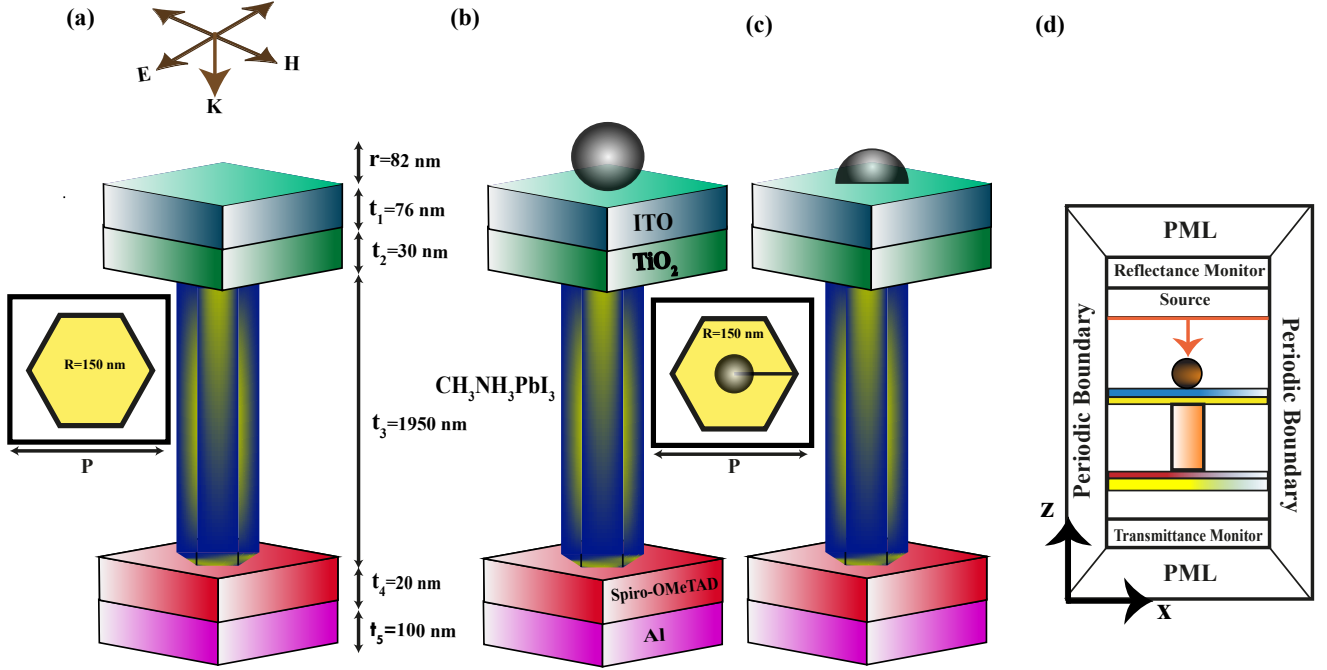 (a)
(b)
(c)
(d)
E
H
K
r=82 nm
t₁=76 nm
t₂=30 nm
t₃=1950 nm
t₄=20 nm
t₅=100 nm
R=150 nm
P
ITO
TiO₂
CH₃NH₃PbI₃
Spiro-OMeTAD
Al
R=150 nm
P
PML
Reflectance Monitor
Source
Periodic Boundary
Periodic Boundary
Transmittance Monitor
PML
z
x